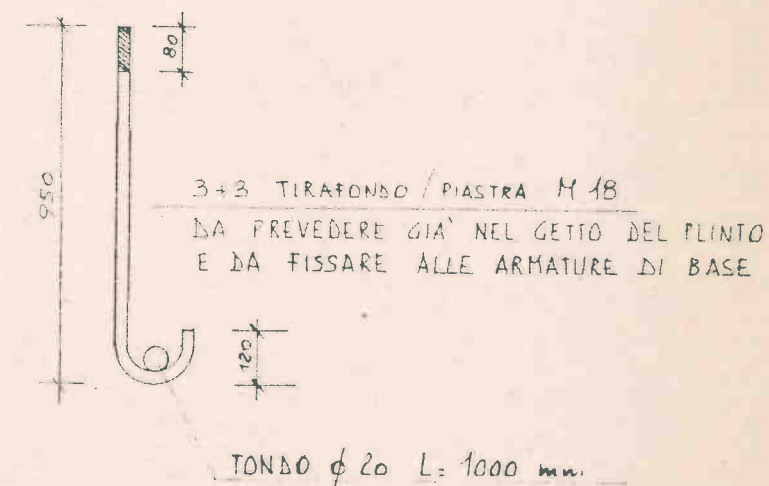 80
950
3+3 TIRAFONDO / PIASTRA M 18
DA PREVEDERE GIA' NEL GETTO DEL PLINTO
E DA FISSARE ALLE ARMATURE DI BASE
120
TONDO ϕ 20 L= 1000 mm.